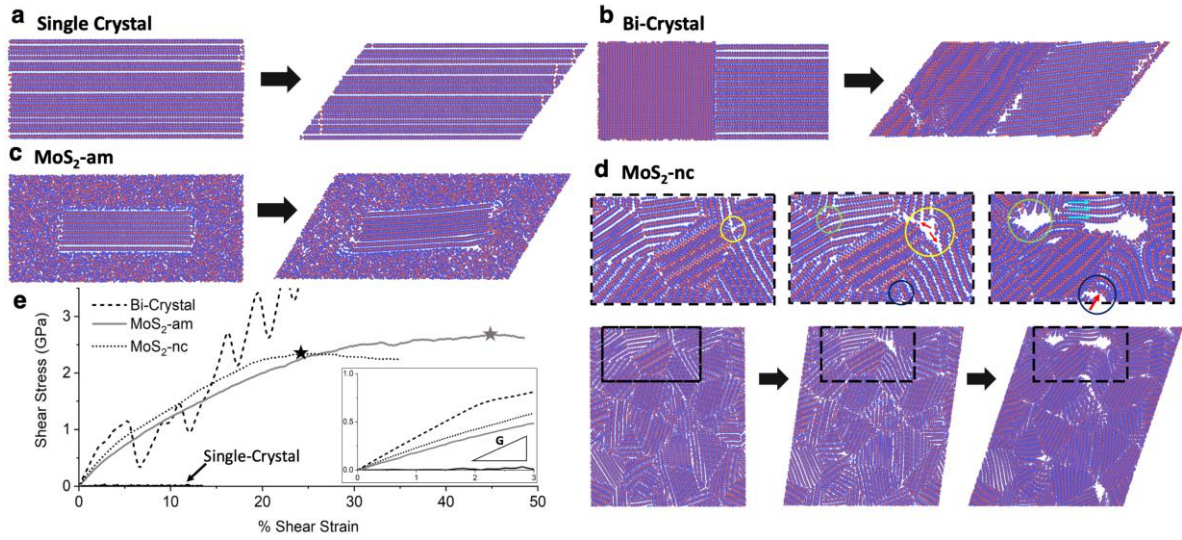 a Single Crystal
b Bi-Crystal
c MoS₂-am
d MoS₂-nc
e
Bi-Crystal
MoS₂-am
MoS₂-nc
Single-Crystal
Shear Stress (GPa)
3
2
1
0
0 10 20 30 40 50
% Shear Strain
1.0
0.5
0.0
0 1 2 3
G